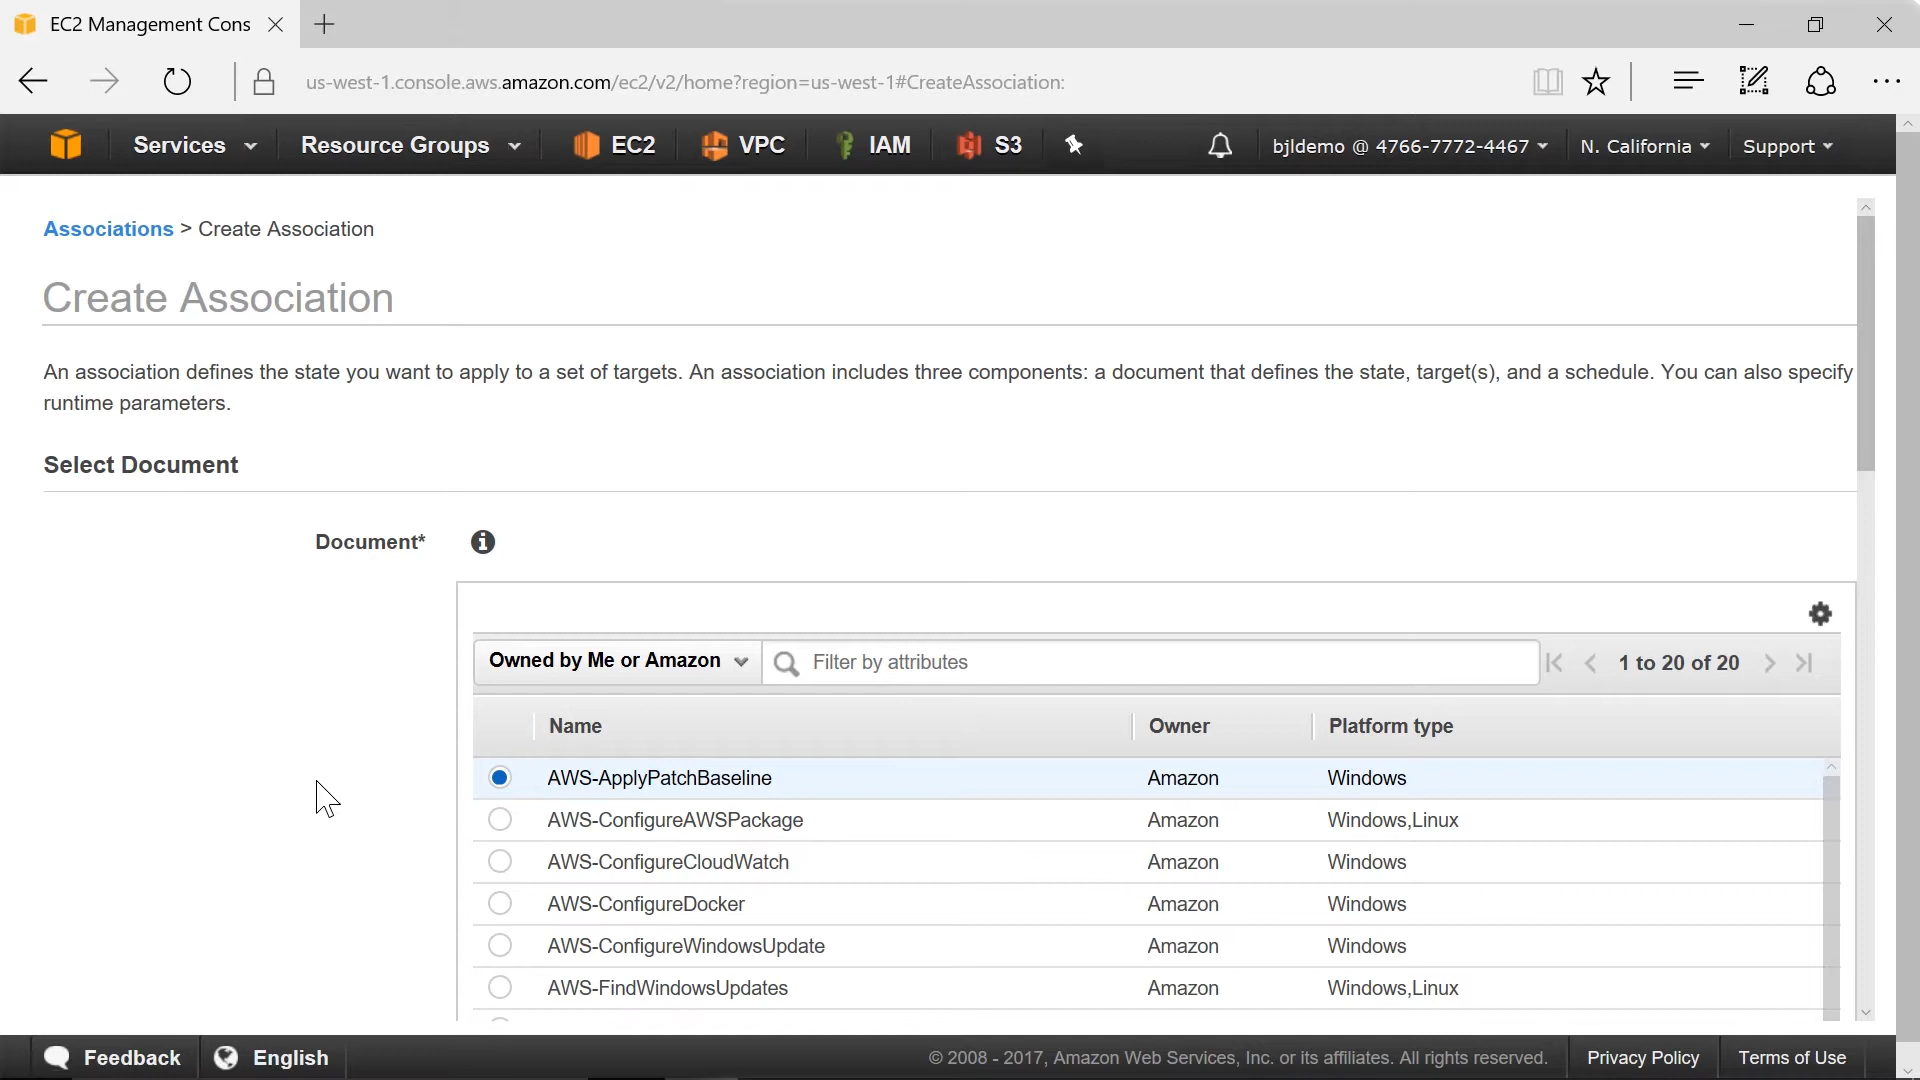 EC2 Management Cons
us-west-1.console.aws.amazon.com/ec2/v2/home?region=us-west-1#CreateAssociation:
Services Resource Groups EC2 VPC IAM S3 bjldemo @ 4766-7772-4467 N. California Support
Associations > Create Association
Create Association
An association defines the state you want to apply to a set of targets. An association includes three components: a document that defines the state, target(s), and a schedule. You can also specify
runtime parameters.
Select Document
Document*
Owned by Me or Amazon Filter by attributes 1 to 20 of 20
Name Owner Platform type
AWS-ApplyPatchBaseline Amazon Windows
AWS-ConfigureAWSPackage Amazon Windows,Linux
AWS-ConfigureCloudWatch Amazon Windows
AWS-ConfigureDocker Amazon Windows
AWS-ConfigureWindowsUpdate Amazon Windows
AWS-FindWindowsUpdates Amazon Windows,Linux
Feedback English © 2008 - 2017, Amazon Web Services, Inc. or its affiliates. All rights reserved. Privacy Policy Terms of Use